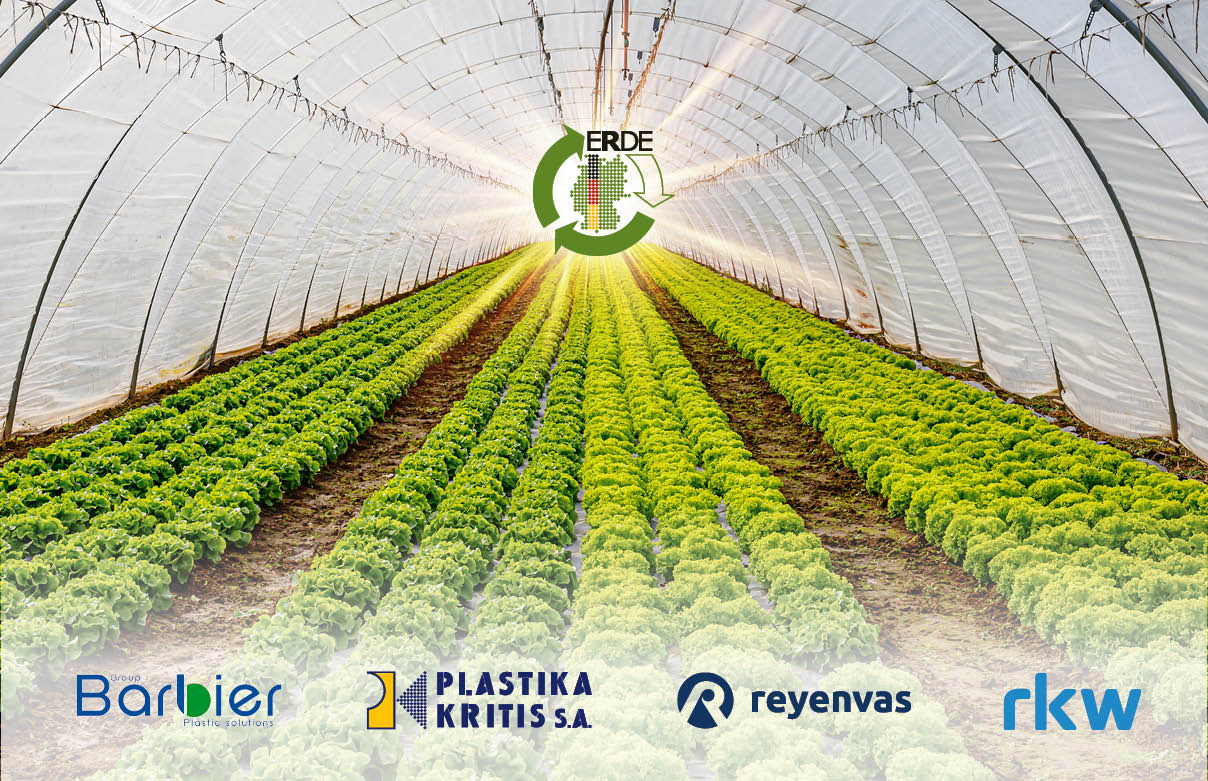 ERDE
Group
Barbier
Plastic solutions
PLASTIKA
KRITIS S.A.
reyenvas
rkw